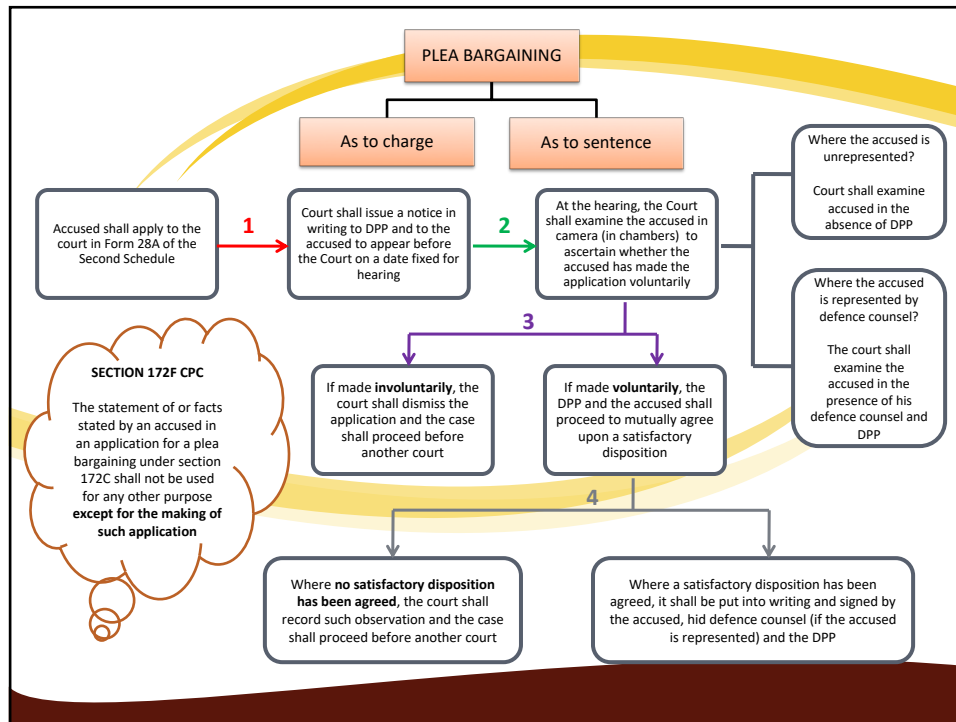 PLEA BARGAINING
As to charge
As to sentence
Accused shall apply to the
court in Form 28A of the
Second Schedule
1
Court shall issue a notice in
writing to DPP and to the
accused to appear before
the Court on a date fixed for
hearing
2
At the hearing, the Court
shall examine the accused in
camera (in chambers) to
ascertain whether the
accused has made the
application voluntarily
Where the accused is
unrepresented?
Court shall examine
accused in the
absence of DPP
Where the accused
is represented by
defence counsel?
The court shall
examine the
accused in the
presence of his
defence counsel and
DPP
3
If made involuntarily, the
court shall dismiss the
application and the case
shall proceed before
another court
If made voluntarily, the
DPP and the accused shall
proceed to mutually agree
upon a satisfactory
disposition
SECTION 172F CPC
The statement of or facts
stated by an accused in
an application for a plea
bargaining under section
172C shall not be used
for any other purpose
except for the making of
such application
4
Where no satisfactory disposition
has been agreed, the court shall
record such observation and the case
shall proceed before another court
Where a satisfactory disposition has been
agreed, it shall be put into writing and signed by
the accused, hid defence counsel (if the accused
is represented) and the DPP